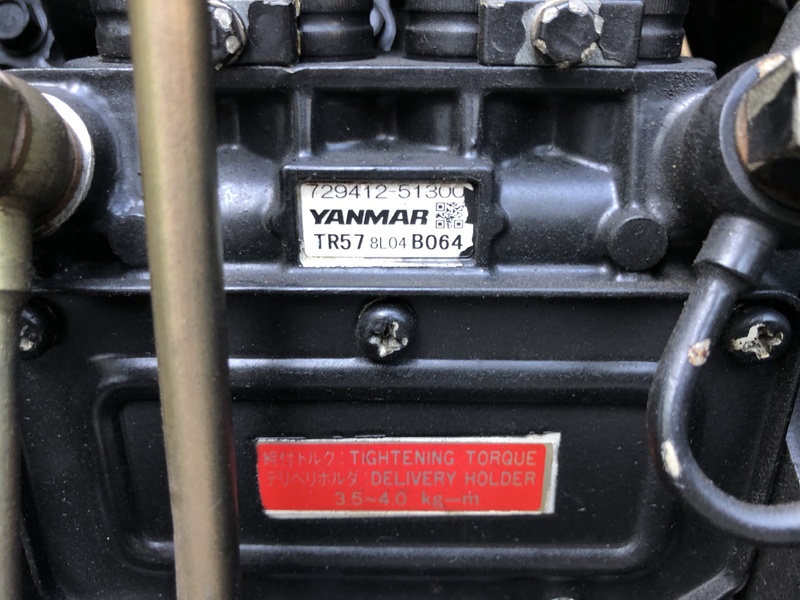 729412-51300
YANMAR
TR57 8L04 B064
締付トルク: TIGHTENING TORQUE
デリベリホルダ: DELIVERY HOLDER
3.5~4.0 kg-m